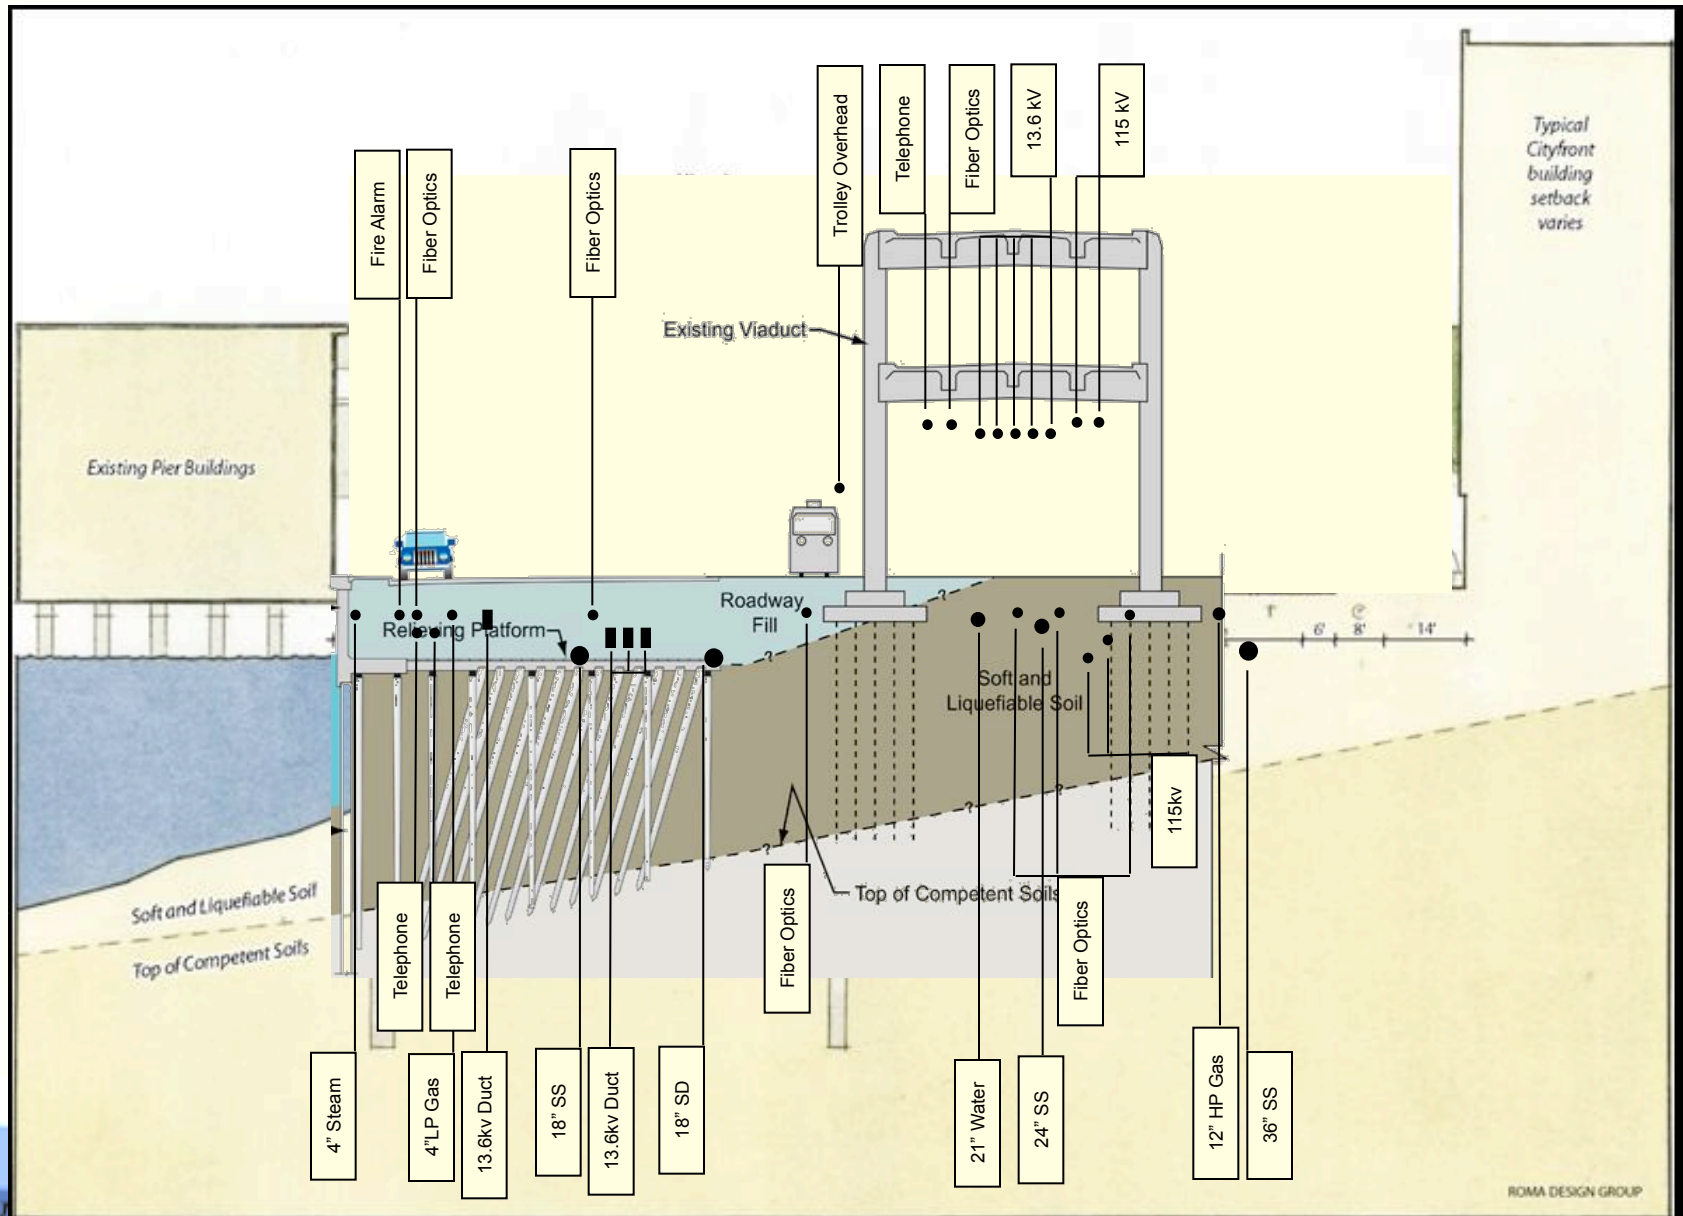 Fire Alarm
Fiber Optics
Fiber Optics
Trolley Overhead
Telephone
Fiber Optics
13.6 kV
115 kV
Typical
Cityfront
building
setback
varies
Existing Viaduct
Existing Pier Buildings
Roadway
Fill
Relieving Platform
?
?
6'
8'
14'
Soft and
Liquefiable Soil
?
?
?
115kv
Soft and Liquefiable Soil
Top of Competent Soils
Top of Competent Soils
Telephone
Telephone
Fiber Optics
Fiber Optics
4” Steam
4”LP Gas
13.6kv Duct
18” SS
13.6kv Duct
18” SD
21” Water
24” SS
12” HP Gas
36” SS
ROMA DESIGN GROUP